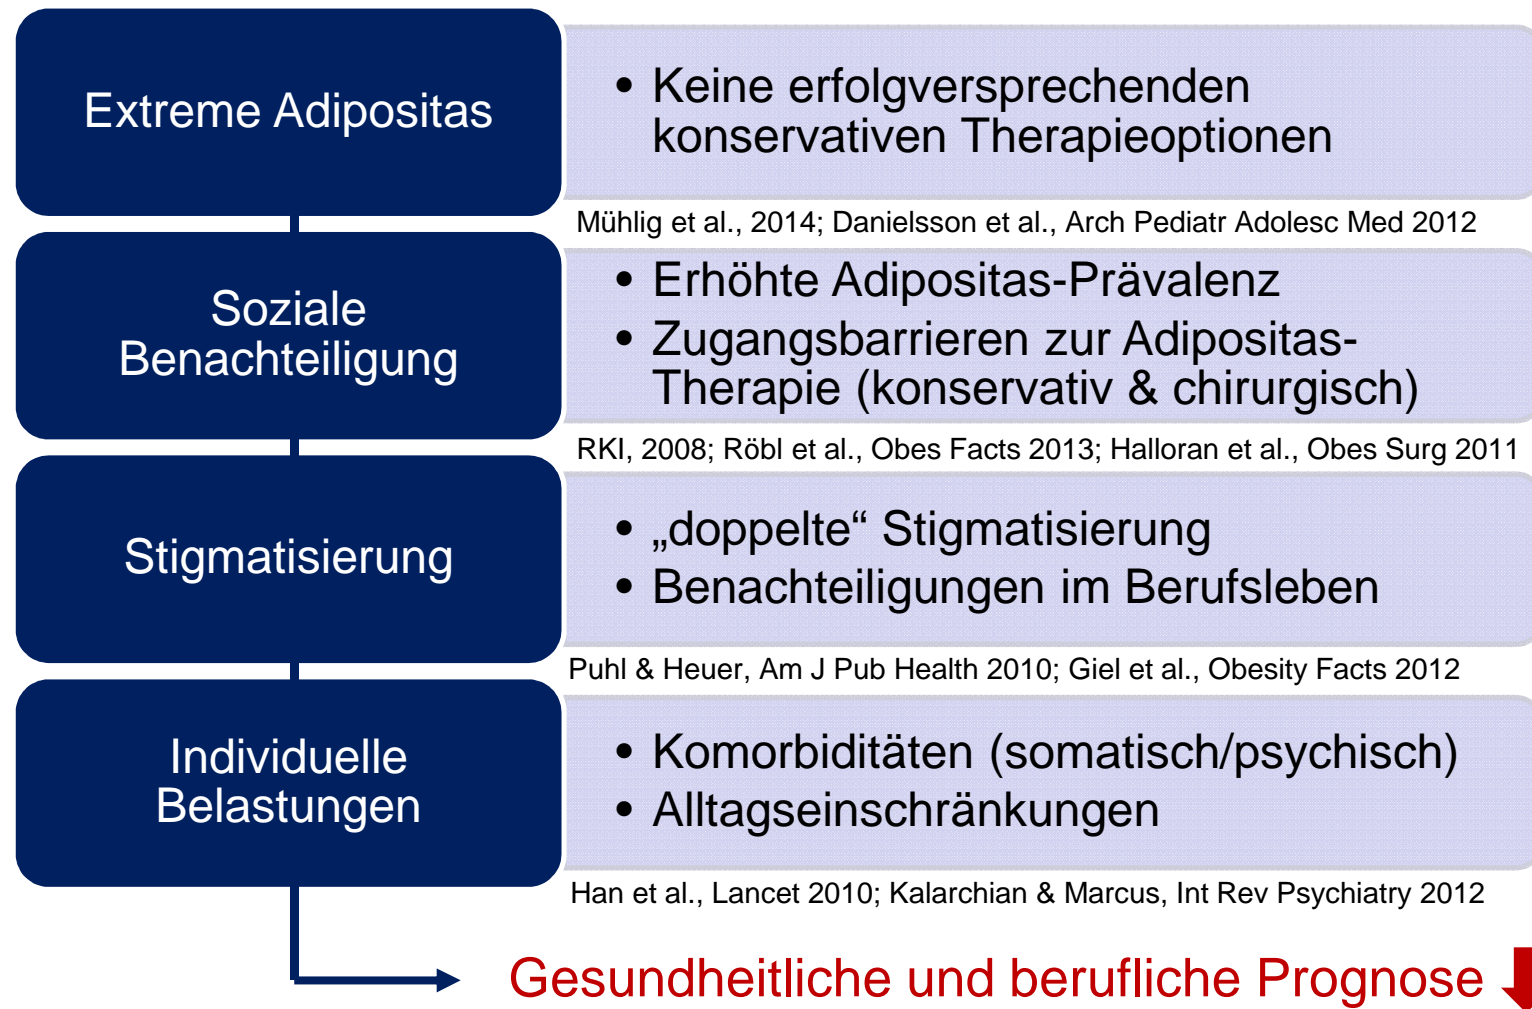 Extreme Adipositas
• Keine erfolgversprechenden
konservativen Therapieoptionen
Mühlig et al., 2014; Danielsson et al., Arch Pediatr Adolesc Med 2012
Soziale
Benachteiligung
• Erhöhte Adipositas-Prävalenz
• Zugangsbarrieren zur Adipositas-
Therapie (konservativ & chirurgisch)
RKI, 2008; Röbl et al., Obes Facts 2013; Halloran et al., Obes Surg 2011
Stigmatisierung
• „doppelte“ Stigmatisierung
• Benachteiligungen im Berufsleben
Puhl & Heuer, Am J Pub Health 2010; Giel et al., Obesity Facts 2012
Individuelle
Belastungen
• Komorbiditäten (somatisch/psychisch)
• Alltagseinschränkungen
Han et al., Lancet 2010; Kalarchian & Marcus, Int Rev Psychiatry 2012
Gesundheitliche und berufliche Prognose